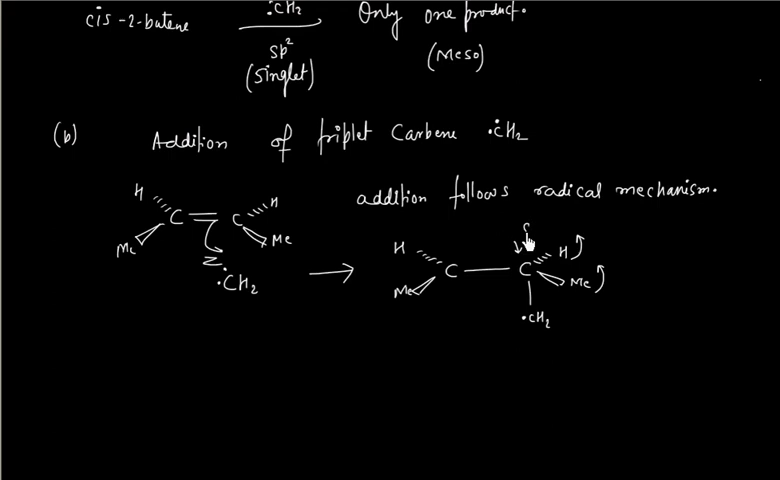 cis-2-butene :CH2 Only one product.
sp2
(singlet) (Meso)
(b) Addition of triplet Carbene ·ĊH2
addition follows radical mechanism.
H H
C = C
Me Me
·ĊH2
H H
C — C
Me Me
·CH2